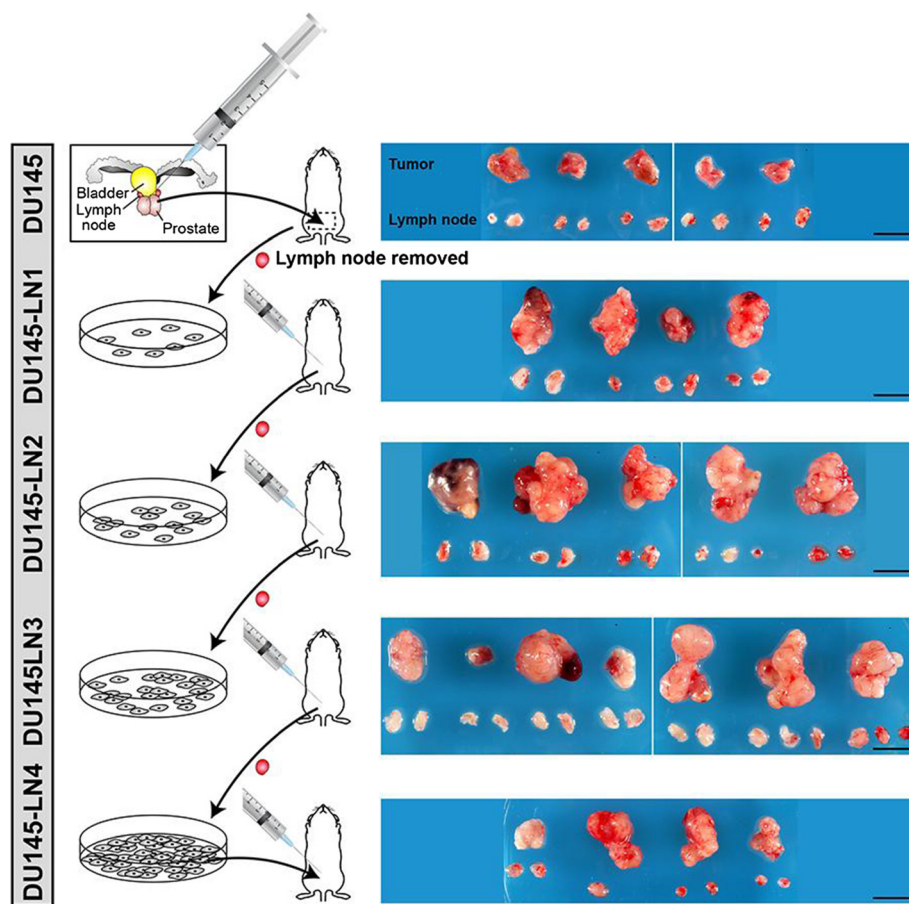 DU145
Bladder
Lymph
node
Prostate
Tumor
Lymph node
Lymph node removed
DU145-LN1
DU145-LN2
DU145LN3
DU145-LN4